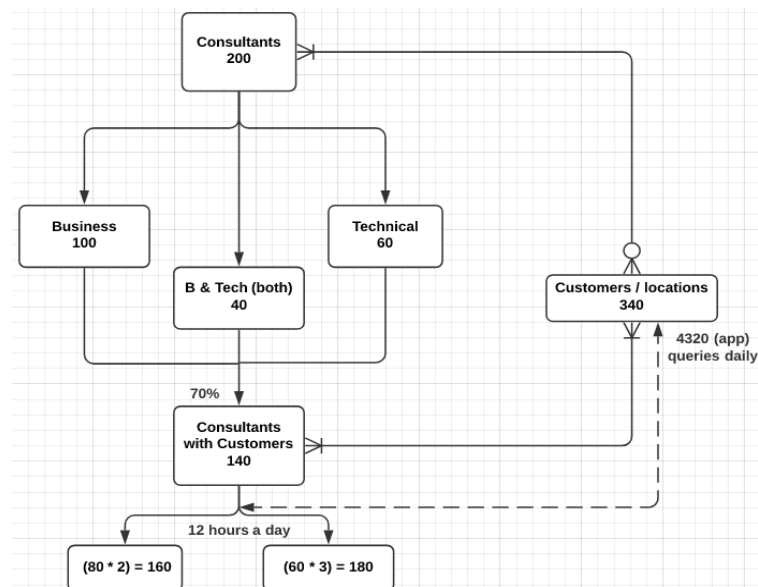 Consultants
200
Business
100
Technical
60
B & Tech (both)
40
Customers / locations
340
4320 (app)
queries daily
70%
Consultants
with Customers
140
12 hours a day
(80 * 2) = 160
(60 * 3) = 180